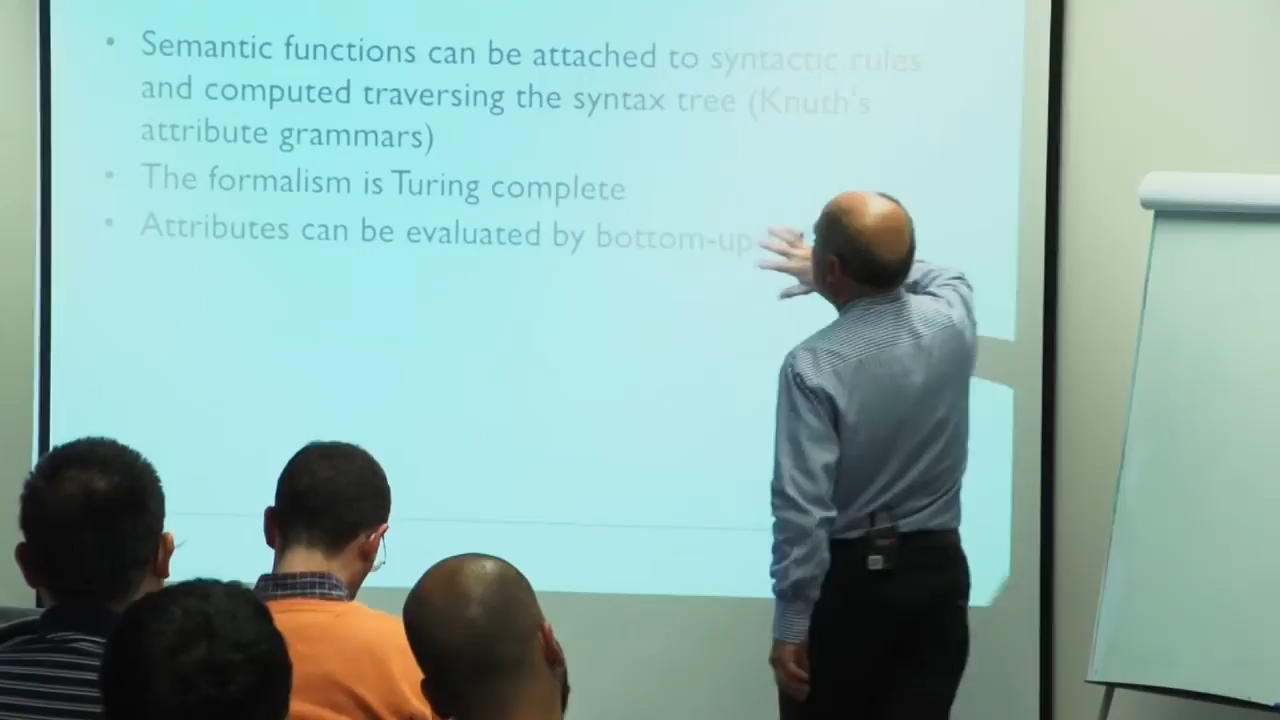 • Semantic functions can be attached to syntactic rules
and computed traversing the syntax tree (Knuth's
attribute grammars)
• The formalism is Turing complete
• Attributes can be evaluated by bottom-up